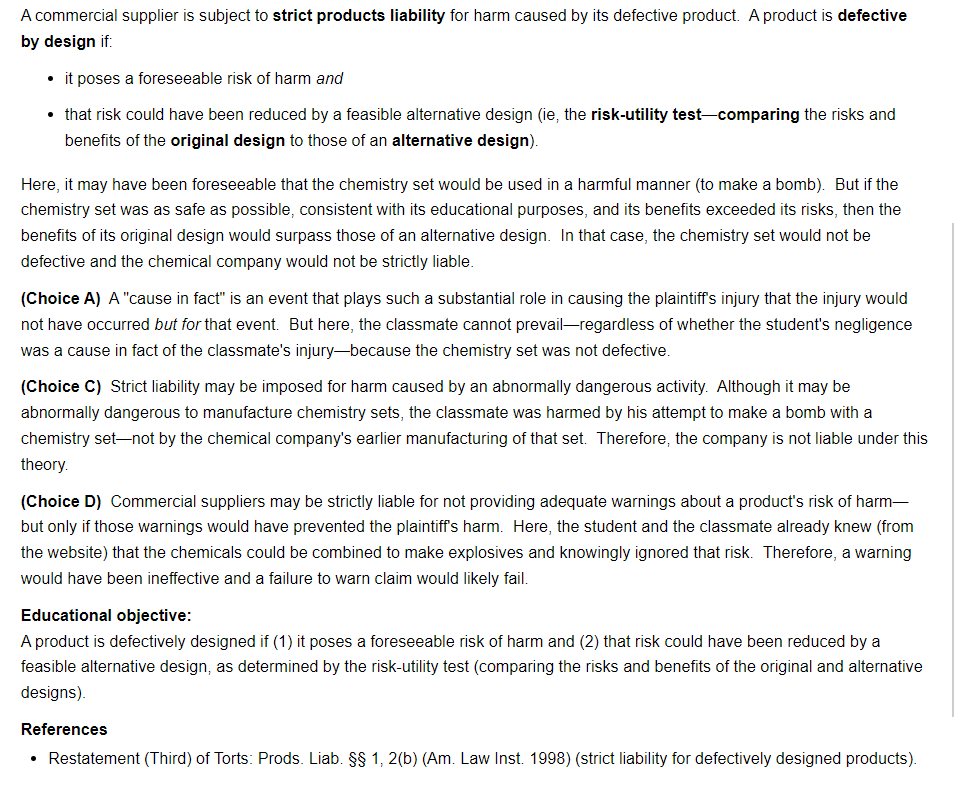 A commercial supplier is subject to strict products liability for harm caused by its defective product.  A product is defective
by design if:
• it poses a foreseeable risk of harm and
• that risk could have been reduced by a feasible alternative design (ie, the risk-utility test—comparing the risks and
benefits of the original design to those of an alternative design).
Here, it may have been foreseeable that the chemistry set would be used in a harmful manner (to make a bomb).  But if the
chemistry set was as safe as possible, consistent with its educational purposes, and its benefits exceeded its risks, then the
benefits of its original design would surpass those of an alternative design.  In that case, the chemistry set would not be
defective and the chemical company would not be strictly liable.
(Choice A)  A "cause in fact" is an event that plays such a substantial role in causing the plaintiff's injury that the injury would
not have occurred but for that event.  But here, the classmate cannot prevail—regardless of whether the student's negligence
was a cause in fact of the classmate's injury—because the chemistry set was not defective.
(Choice C)  Strict liability may be imposed for harm caused by an abnormally dangerous activity.  Although it may be
abnormally dangerous to manufacture chemistry sets, the classmate was harmed by his attempt to make a bomb with a
chemistry set—not by the chemical company's earlier manufacturing of that set.  Therefore, the company is not liable under this
theory.
(Choice D)  Commercial suppliers may be strictly liable for not providing adequate warnings about a product's risk of harm—
but only if those warnings would have prevented the plaintiff's harm.  Here, the student and the classmate already knew (from
the website) that the chemicals could be combined to make explosives and knowingly ignored that risk.  Therefore, a warning
would have been ineffective and a failure to warn claim would likely fail.
Educational objective:
A product is defectively designed if (1) it poses a foreseeable risk of harm and (2) that risk could have been reduced by a
feasible alternative design, as determined by the risk-utility test (comparing the risks and benefits of the original and alternative
designs).
References
• Restatement (Third) of Torts: Prods. Liab. §§ 1, 2(b) (Am. Law Inst. 1998) (strict liability for defectively designed products).